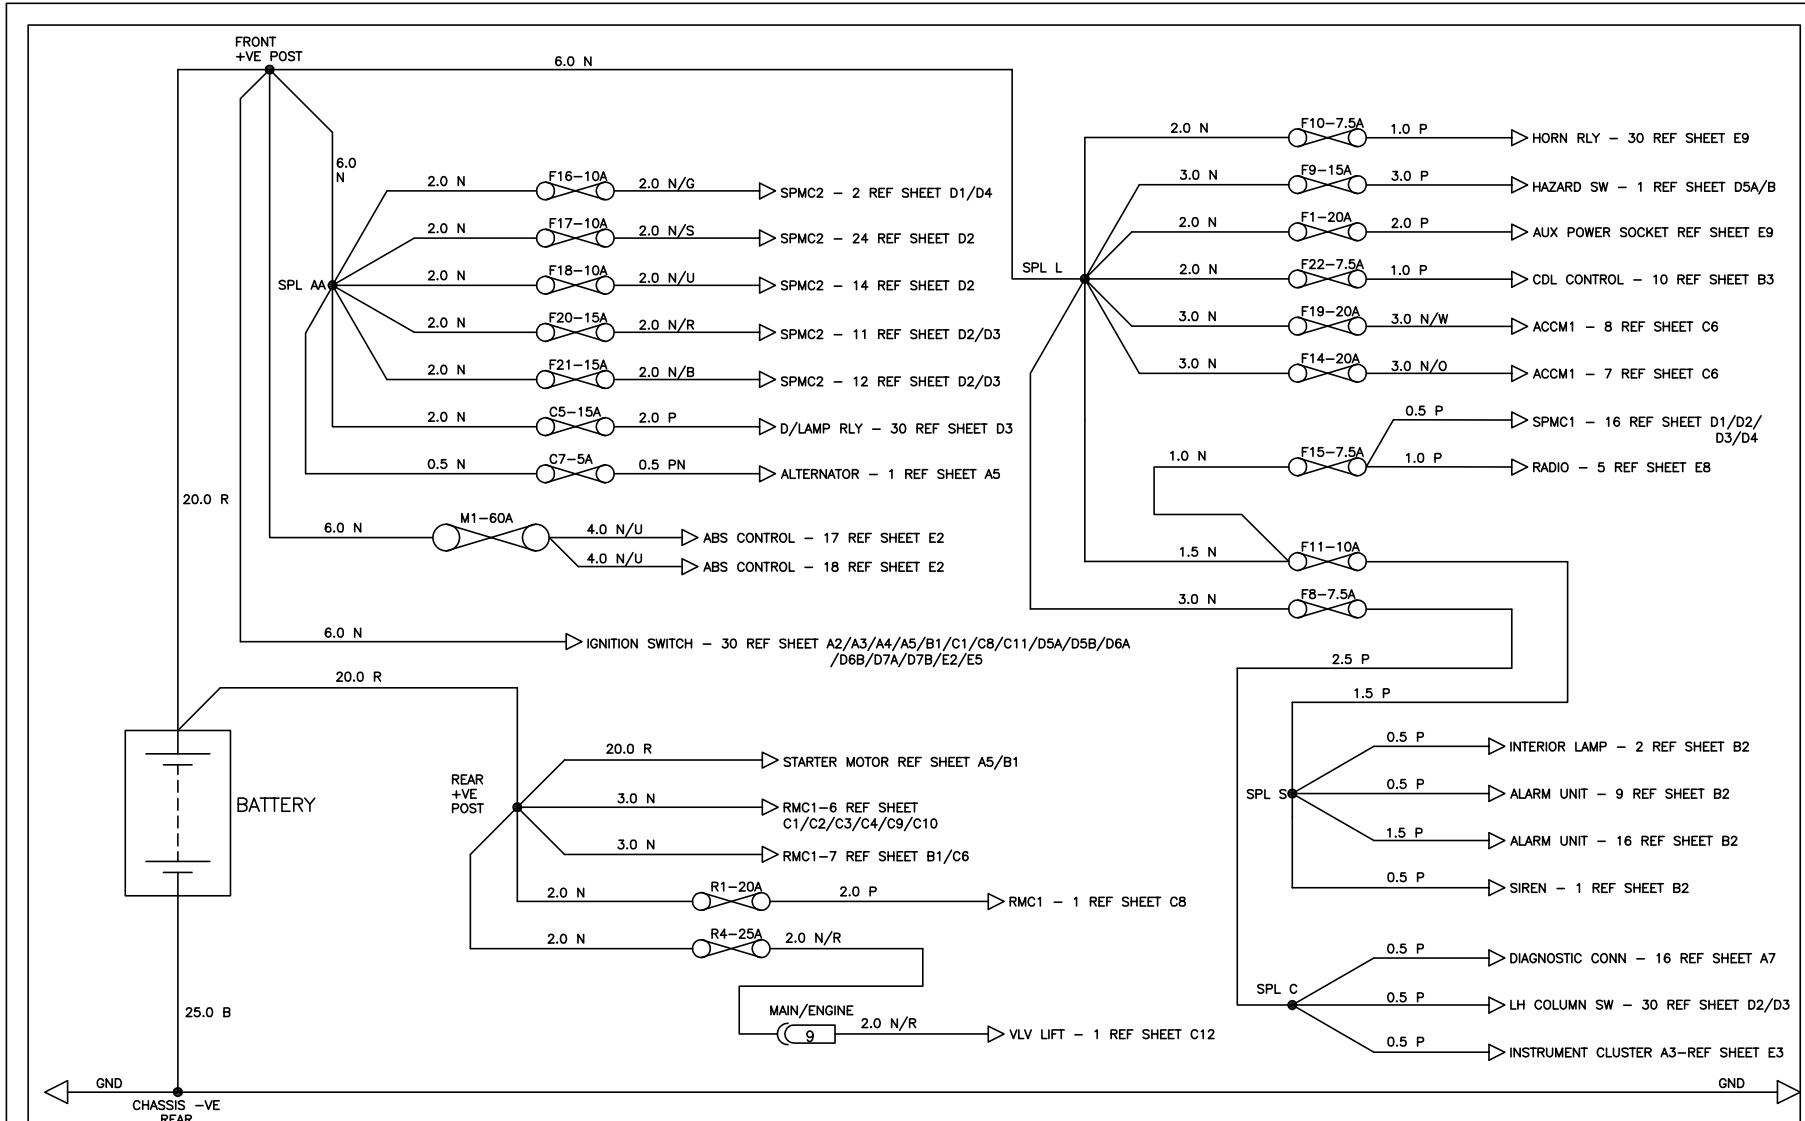 FRONT
+VE POST
6.0 N
6.0
N
2.0 N F16-10A 2.0 N/G SPMC2 - 2 REF SHEET D1/D4
2.0 N F17-10A 2.0 N/S SPMC2 - 24 REF SHEET D2
SPL AA 2.0 N F18-10A 2.0 N/U SPMC2 - 14 REF SHEET D2
2.0 N F20-15A 2.0 N/R SPMC2 - 11 REF SHEET D2/D3
2.0 N F21-15A 2.0 N/B SPMC2 - 12 REF SHEET D2/D3
2.0 N C5-15A 2.0 P D/LAMP RLY - 30 REF SHEET D3
0.5 N C7-5A 0.5 PN ALTERNATOR - 1 REF SHEET A5
20.0 R
6.0 N M1-60A 4.0 N/U ABS CONTROL - 17 REF SHEET E2
4.0 N/U ABS CONTROL - 18 REF SHEET E2
6.0 N IGNITION SWITCH - 30 REF SHEET A2/A3/A4/A5/B1/C1/C8/C11/D5A/D5B/D6A
/D6B/D7A/D7B/E2/E5
2.0 N F10-7.5A 1.0 P HORN RLY - 30 REF SHEET E9
3.0 N F9-15A 3.0 P HAZARD SW - 1 REF SHEET D5A/B
2.0 N F1-20A 2.0 P AUX POWER SOCKET REF SHEET E9
SPL L 2.0 N F22-7.5A 1.0 P CDL CONTROL - 10 REF SHEET B3
3.0 N F19-20A 3.0 N/W ACCM1 - 8 REF SHEET C6
3.0 N F14-20A 3.0 N/O ACCM1 - 7 REF SHEET C6
0.5 P SPMC1 - 16 REF SHEET D1/D2/
D3/D4
1.0 N F15-7.5A 1.0 P RADIO - 5 REF SHEET E8
1.5 N F11-10A
3.0 N F8-7.5A
2.5 P
1.5 P
20.0 R
BATTERY
REAR
+VE
POST
20.0 R STARTER MOTOR REF SHEET A5/B1
3.0 N RMC1-6 REF SHEET
C1/C2/C3/C4/C9/C10
3.0 N RMC1-7 REF SHEET B1/C6
2.0 N R1-20A 2.0 P RMC1 - 1 REF SHEET C8
2.0 N R4-25A 2.0 N/R
MAIN/ENGINE
9 2.0 N/R VLV LIFT - 1 REF SHEET C12
0.5 P INTERIOR LAMP - 2 REF SHEET B2
SPL S 0.5 P ALARM UNIT - 9 REF SHEET B2
1.5 P ALARM UNIT - 16 REF SHEET B2
0.5 P SIREN - 1 REF SHEET B2
0.5 P DIAGNOSTIC CONN - 16 REF SHEET A7
SPL C 0.5 P LH COLUMN SW - 30 REF SHEET D2/D3
0.5 P INSTRUMENT CLUSTER A3-REF SHEET E3
25.0 B
GND GND
CHASSIS -VE
REAR